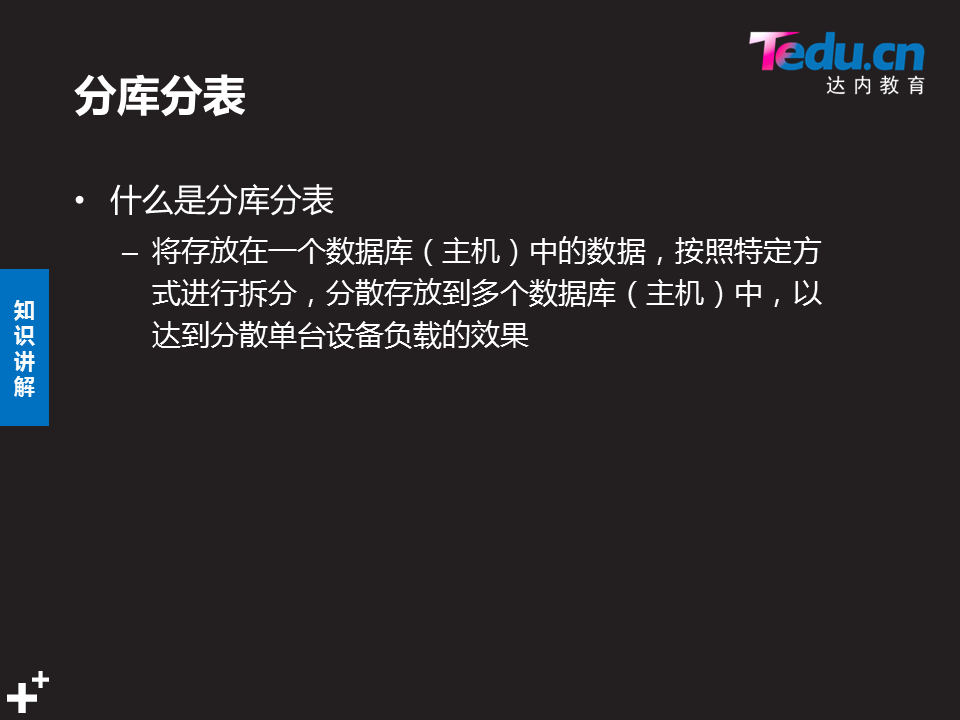 Tedu.cn
达内教育
分库分表
• 什么是分库分表
– 将存放在一个数据库（主机）中的数据，按照特定方
式进行拆分，分散存放到多个数据库（主机）中，以
达到分散单台设备负载的效果
知
识
讲
解